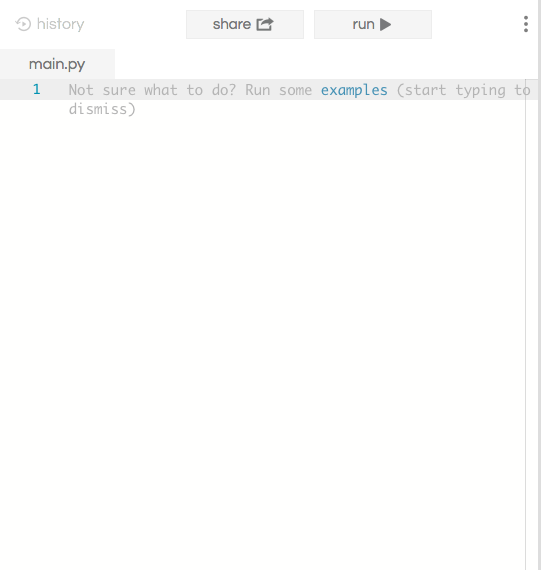 history
share
run
main.py
1 Not sure what to do? Run some examples (start typing to
dismiss)